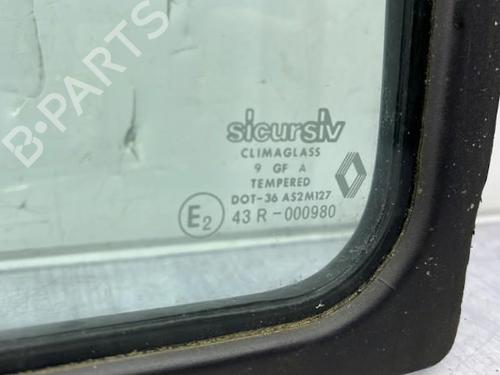 B-PARTS
sicursiv
CLIMAGLASS
9 GF A
TEMPERED
DOT-36 AS2M127
E2 43 R-000980